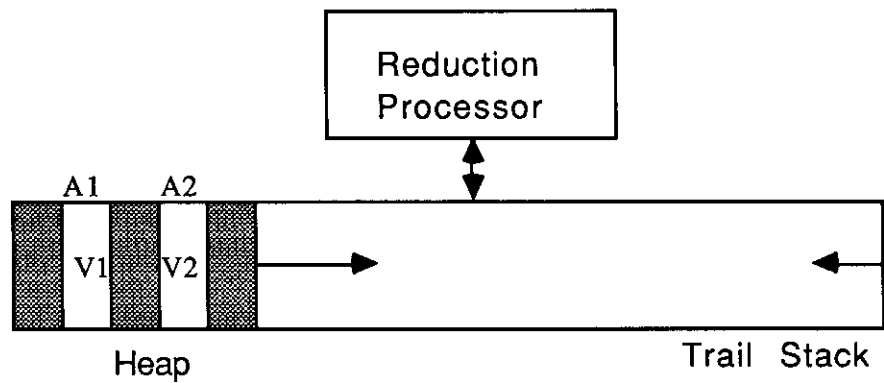 Reduction
Processor
A1 A2
V1 V2
Heap
Trail Stack